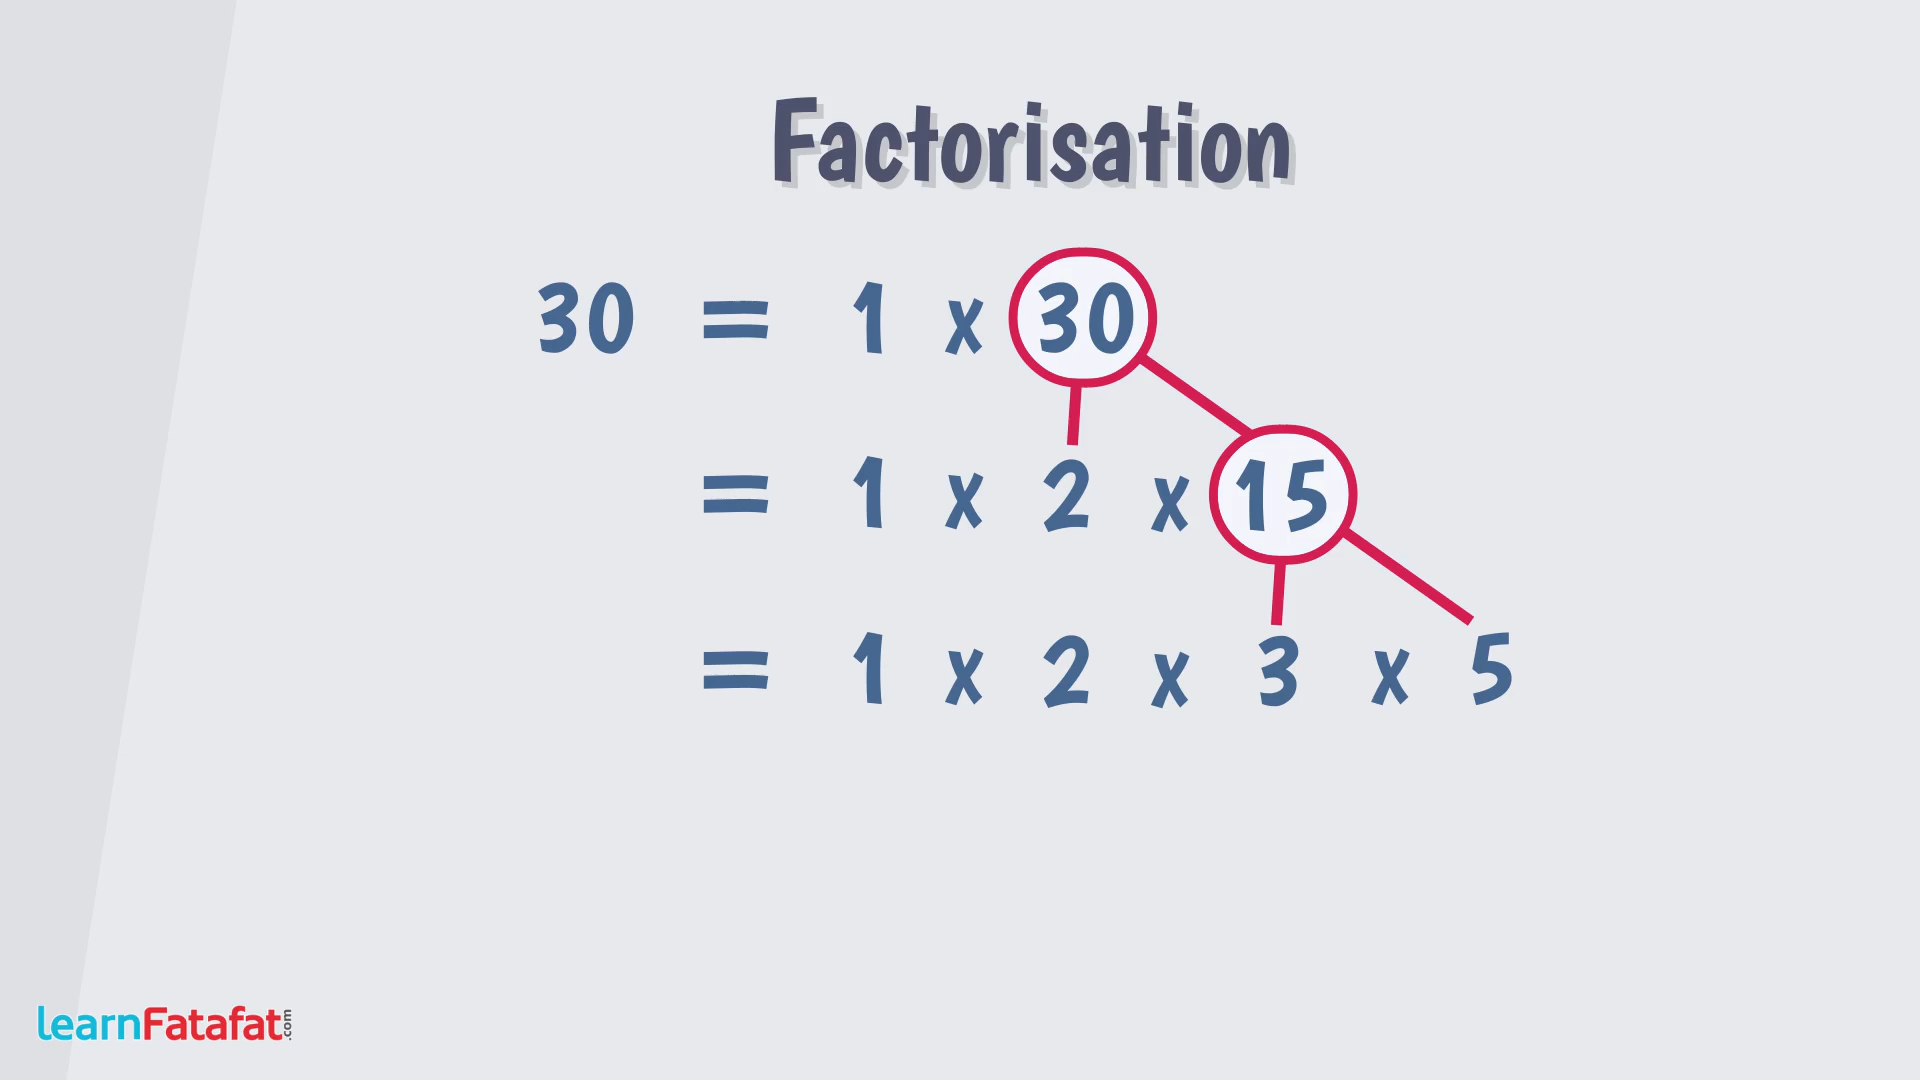 Factorisation
30 = 1 x 30
= 1 x 2 x 15
= 1 x 2 x 3 x 5
learnFatafat.com